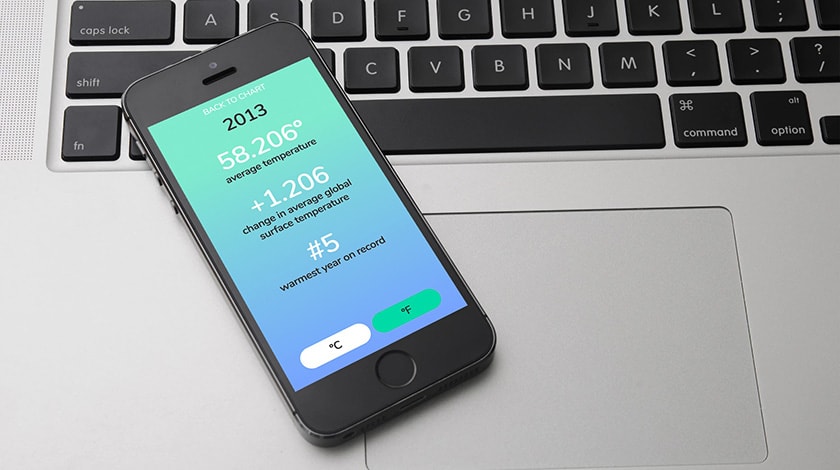 caps lock
A
S
D
F
G
H
J
K
L
:
;
"
shift
C
V
B
N
M
<
,
>
.
?
fn
⌘
command
alt
option
BACK TO CHART
2013
58.206°
average temperature
+1.206
change in average global
surface temperature
#5
warmest year on record
°C
°F